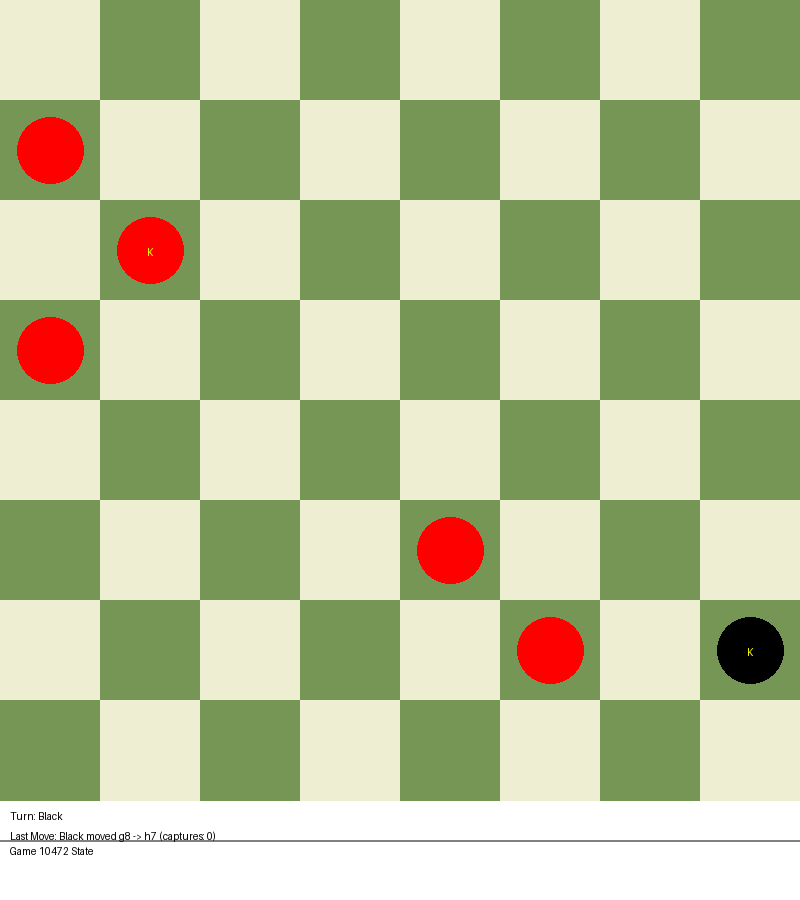 K
K
Turn: Black
Last Move: Black moved g8 -> h7 (captures: 0)
Game 10472 State